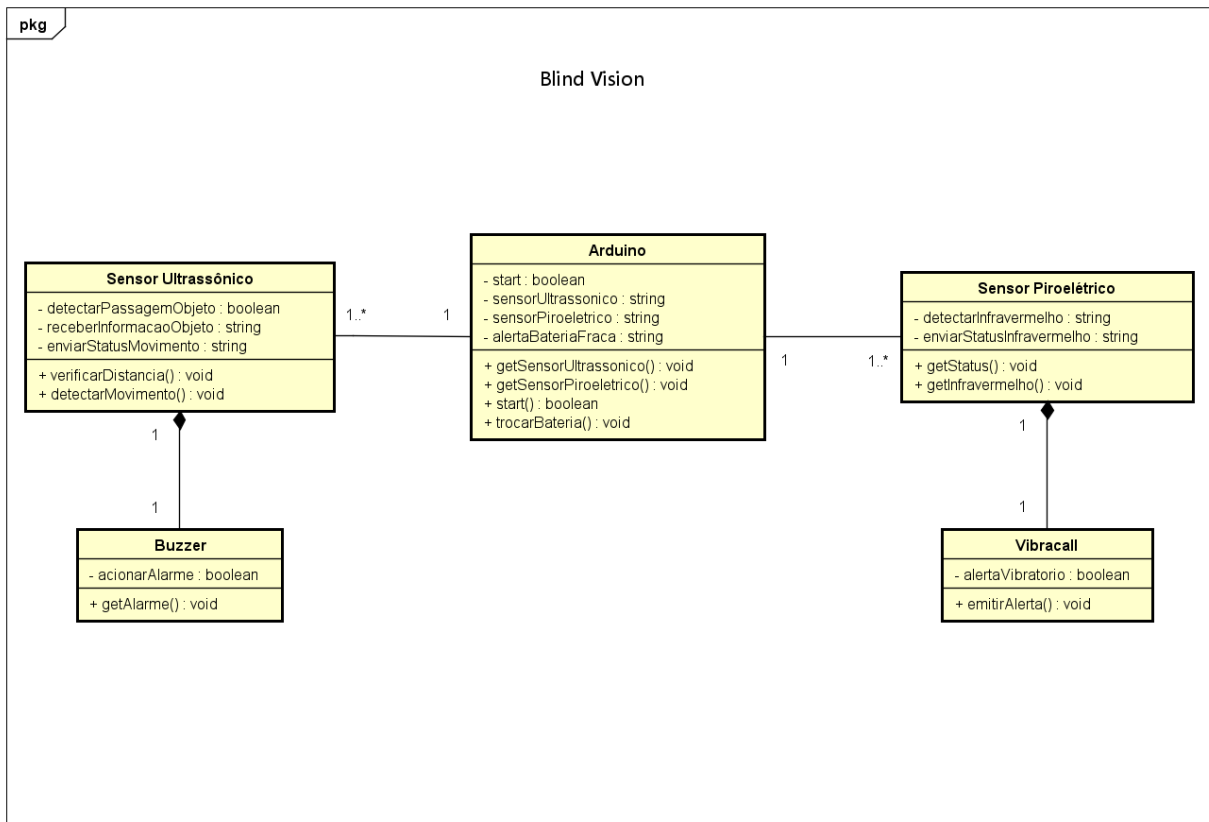 pkg
Blind Vision
Sensor Ultrassônico
- detectarPassagemObjeto : boolean
- receberInformacaoObjeto : string
- enviarStatusMovimento : string
+ verificarDistancia() : void
+ detectarMovimento() : void
1..*
1
Arduino
- start : boolean
- sensorUltrassonico : string
- sensorPiroeletrico : string
- alertaBateriaFraca : string
+ getSensorUltrassonico() : void
+ getSensorPiroeletrico() : void
+ start() : boolean
+ trocarBateria() : void
1
1..*
Sensor Piroelétrico
- detectarInfravermelho : string
- enviarStatusInfravermelho : string
+ getStatus() : void
+ getInfravermelho() : void
1
1
Buzzer
- acionarAlarme : boolean
+ getAlarme() : void
1
1
Vibracall
- alertaVibratorio : boolean
+ emitirAlerta() : void